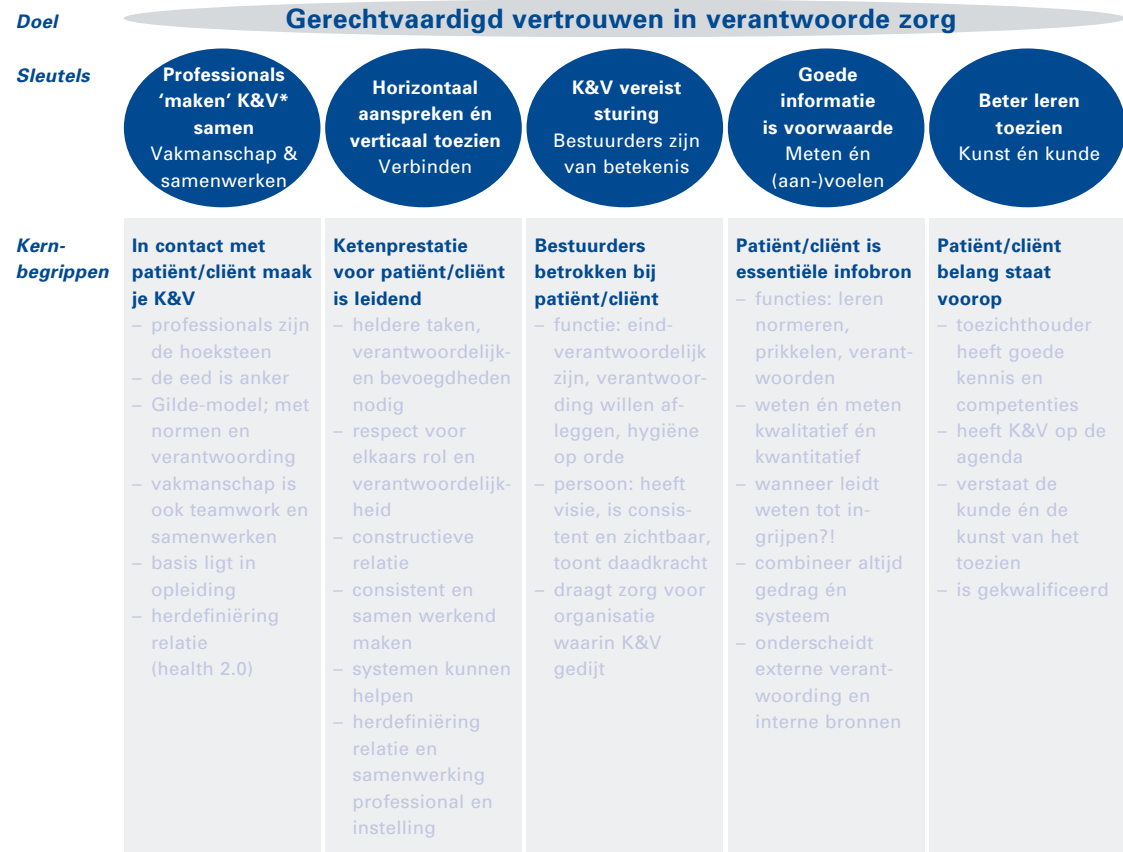 Doel
Gerechtvaardigd vertrouwen in verantwoorde zorg
Sleutels
Professionals
‘maken’ K&V*
samen
Vakmanschap &
samenwerken
Horizontaal
aanspreken én
verticaal toezien
Verbinden
K&V vereist
sturing
Bestuurders zijn
van betekenis
Goede
informatie
is voorwaarde
Meten én
(aan-)voelen
Beter leren
toezien
Kunst én kunde
Kern-
begrippen
In contact met
patiënt/cliënt maak
je K&V
– professionals zijn
de hoeksteen
– de eed is anker
– Gilde-model; met
normen en
verantwoording
– vakmanschap is
ook teamwork en
samenwerken
– basis ligt in
opleiding
– herdefiniëring
relatie
(health 2.0)
Ketenprestatie
voor patiënt/cliënt
is leidend
– heldere taken,
verantwoordelijk-
en bevoegdheden
nodig
– respect voor
elkaars rol en
verantwoordelijk-
heid
– constructieve
relatie
– consistent en
samen werkend
maken
– systemen kunnen
helpen
– herdefiniëring
relatie en
samenwerking
professional en
instelling
Bestuurders
betrokken bij
patiënt/cliënt
– functie: eind-
verantwoordelijk
zijn, verantwoor-
ding willen af-
leggen, hygiëne
op orde
– persoon: heeft
visie, is consis-
tent en zichtbaar,
toont daadkracht
– draagt zorg voor
organisatie
waarin K&V
gedijt
Patiënt/cliënt is
essentiële infobron
– functies: leren
normeren,
prikkelen, verant-
woorden
– weten én meten
kwalitatief én
kwantitatief
– wanneer leidt
weten tot in-
grijpen?!
– combineer altijd
gedrag én
systeem
– onderscheidt
externe verant-
woording en
interne bronnen
Patiënt/cliënt
belang staat
voorop
– toezichthouder
heeft goede
kennis en
competenties
– heeft K&V op de
agenda
– verstaat de
kunde én de
kunst van het
toezien
– is gekwalificeerd